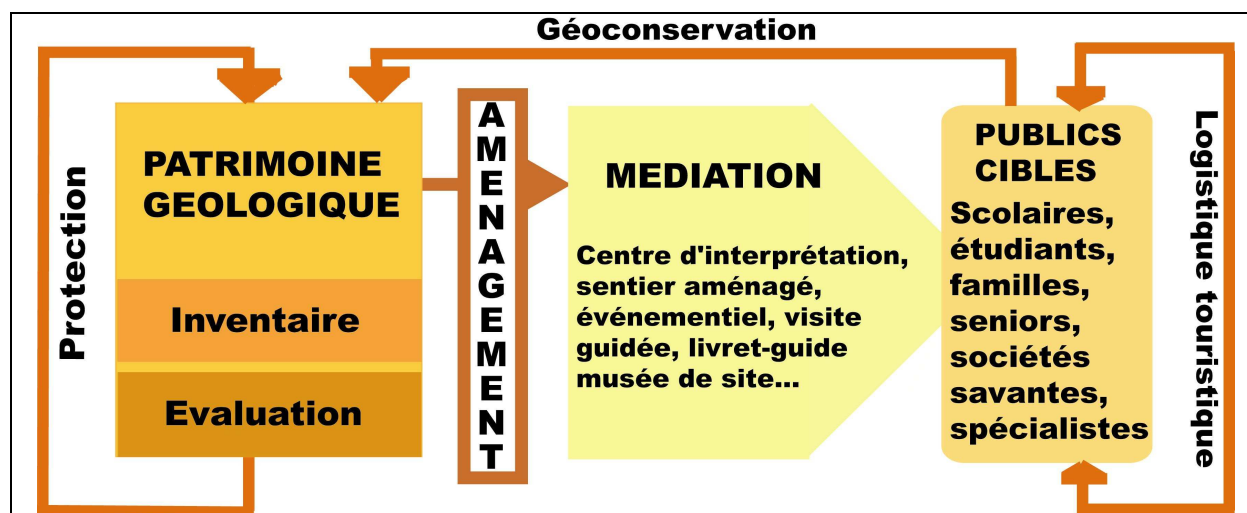 Géoconservation
Protection
PATRIMOINE
GEOLOGIQUE
Inventaire
Evaluation
AMENAGEMENT
MEDIATION
Centre d'interprétation,
sentier aménagé,
événementiel, visite
guidée, livret-guide
musée de site...
PUBLICS
CIBLES
Scolaires,
étudiants,
familles,
seniors,
sociétés
savantes,
spécialistes
Logistique touristique